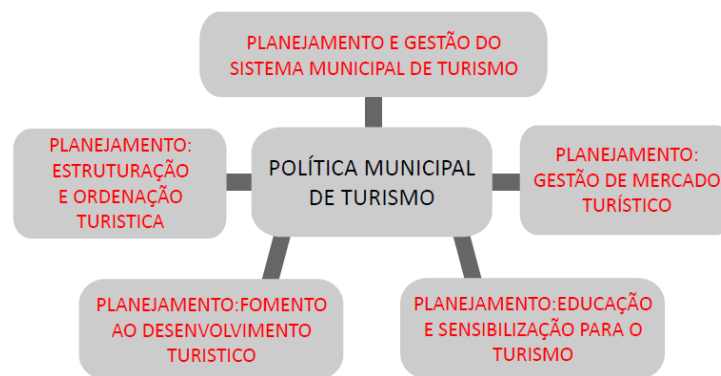 PLANEJAMENTO E GESTÃO DO
SISTEMA MUNICIPAL DE TURISMO
PLANEJAMENTO:
ESTRUTURAÇÃO
E ORDENAÇÃO
TURISTICA
POLÍTICA MUNICIPAL
DE TURISMO
PLANEJAMENTO:
GESTÃO DE MERCADO
TURÍSTICO
PLANEJAMENTO:FOMENTO
AO DESENVOLVIMENTO
TURISTICO
PLANEJAMENTO:EDUCAÇÃO
E SENSIBILIZAÇÃO PARA O
TURISMO